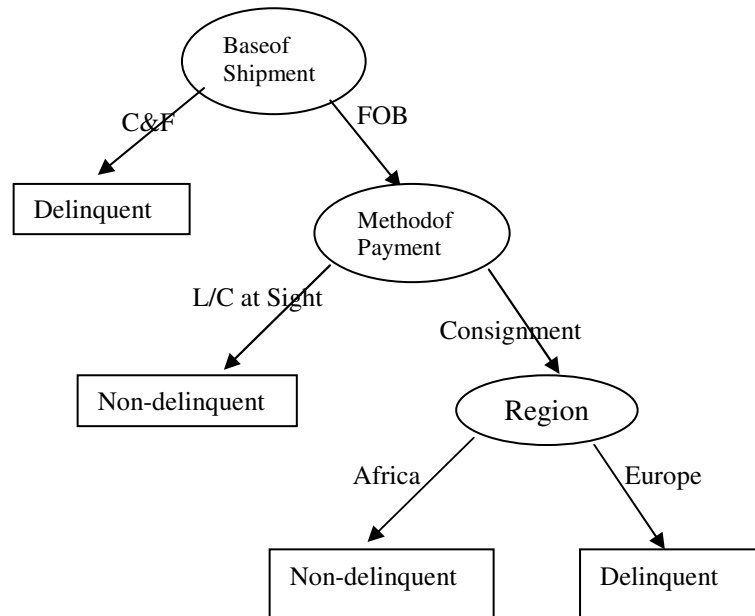 Baseof
Shipment
C&F
FOB
Delinquent
Methodof
Payment
L/C at Sight
Consignment
Non-delinquent
Region
Africa
Europe
Non-delinquent
Delinquent